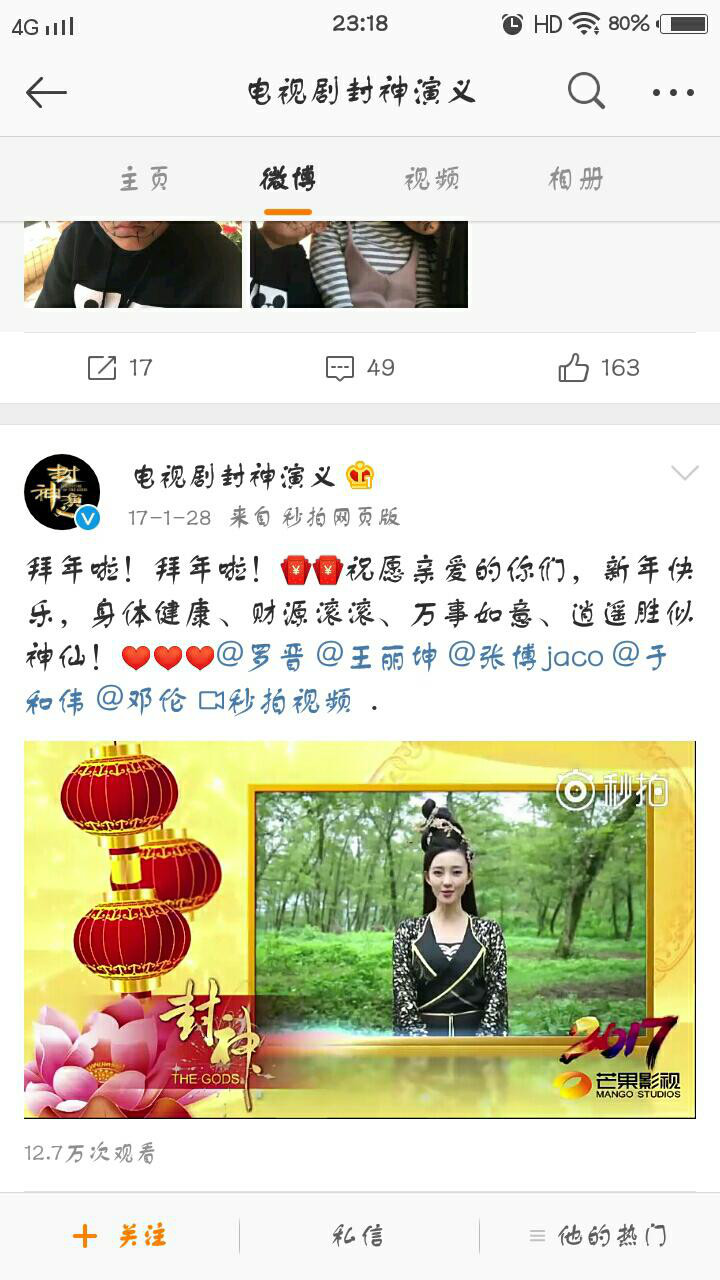 4G 23:18 HD 80%
电视剧封神演义
主页 微博 视频 相册
17 49 163
电视剧封神演义
17-1-28 来自 秒拍网页版
拜年啦！拜年啦！祝愿亲爱的你们，新年快
乐，身体健康、财源滚滚、万事如意、逍遥胜似
神仙！@罗晋 @王丽坤 @张博jaco @于
和伟 @邓伦 秒拍视频 .
秒拍
封神
THE GODS
2017
芒果影视
MANGO STUDIOS
12.7万次观看
+ 关注 私信 他的热门